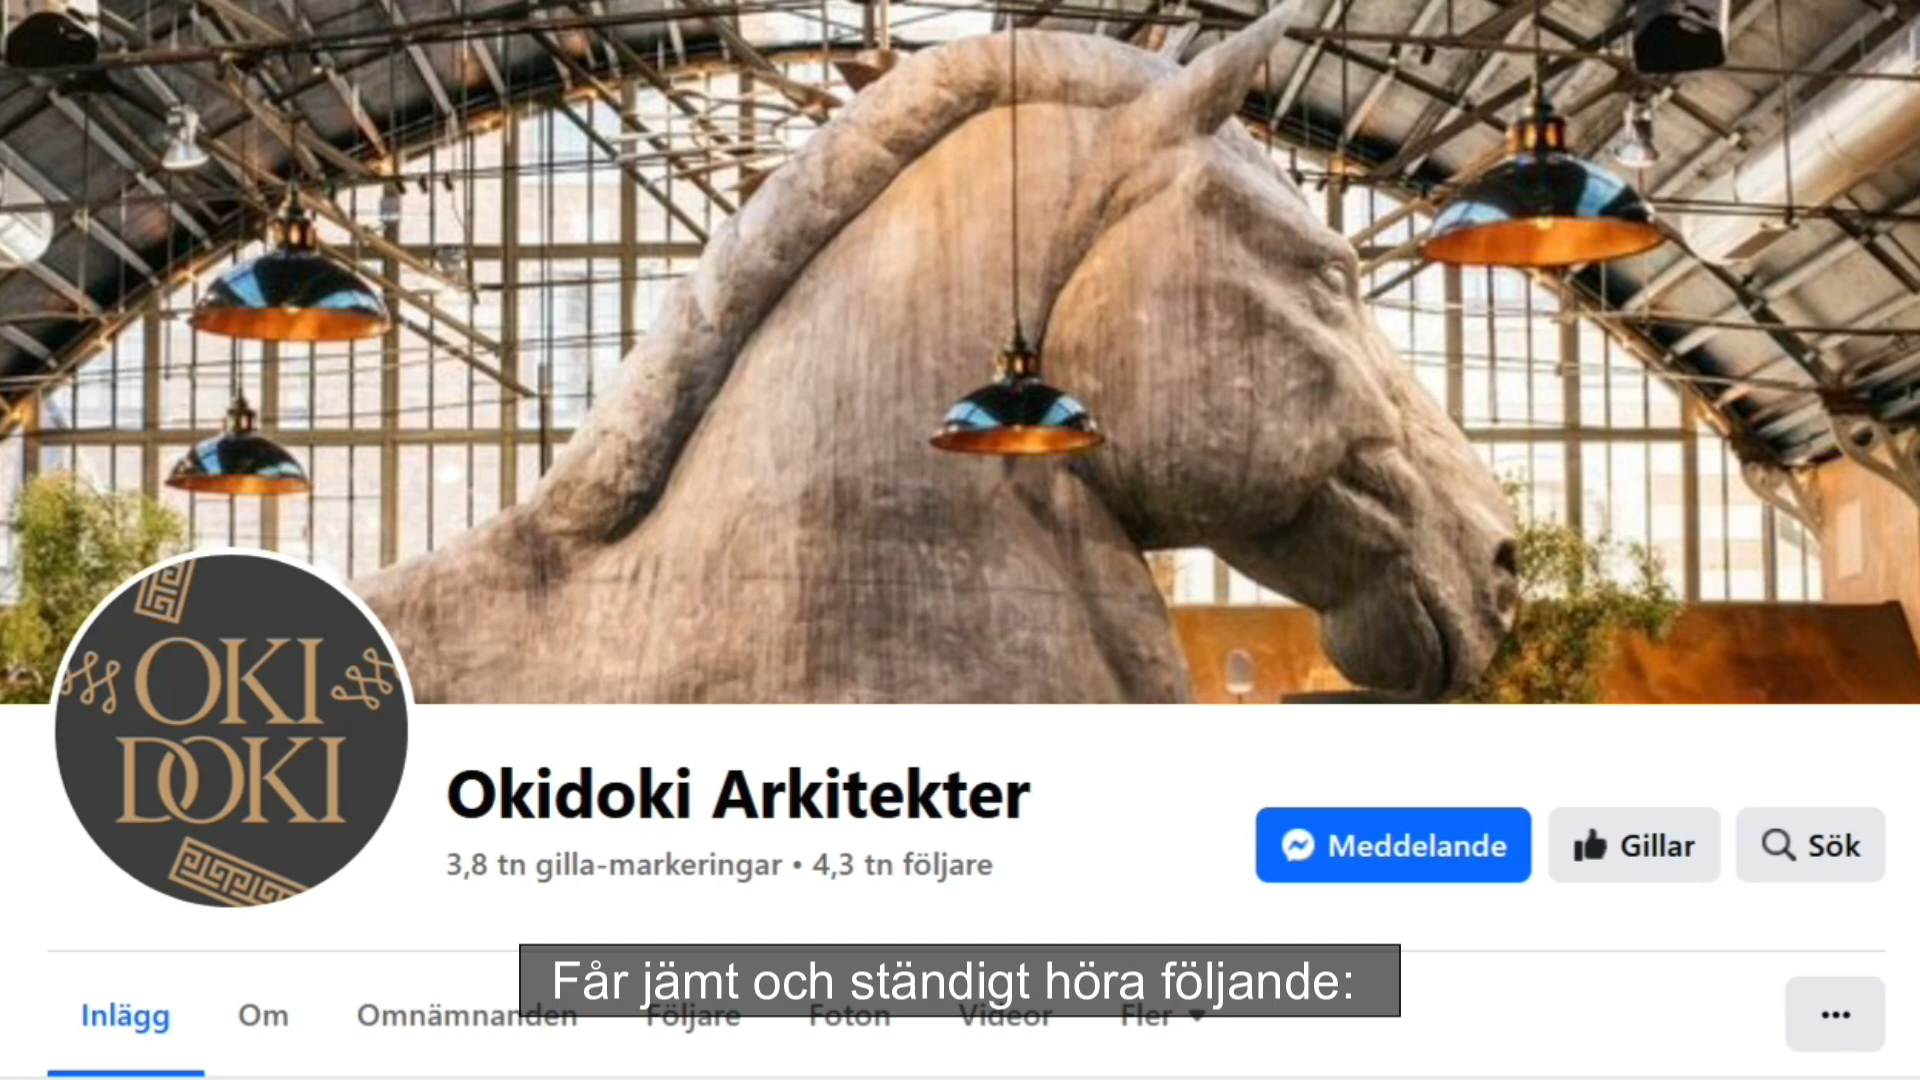 OKI
DOKI
Okidoki Arkitekter
3,8 tn gilla-markeringar • 4,3 tn följare
Meddelande
Gillar
Sök
Får jämt och ständigt höra följande:
Inlägg
Om
Omnämnanden
Följare
Foton
Videor
Fler